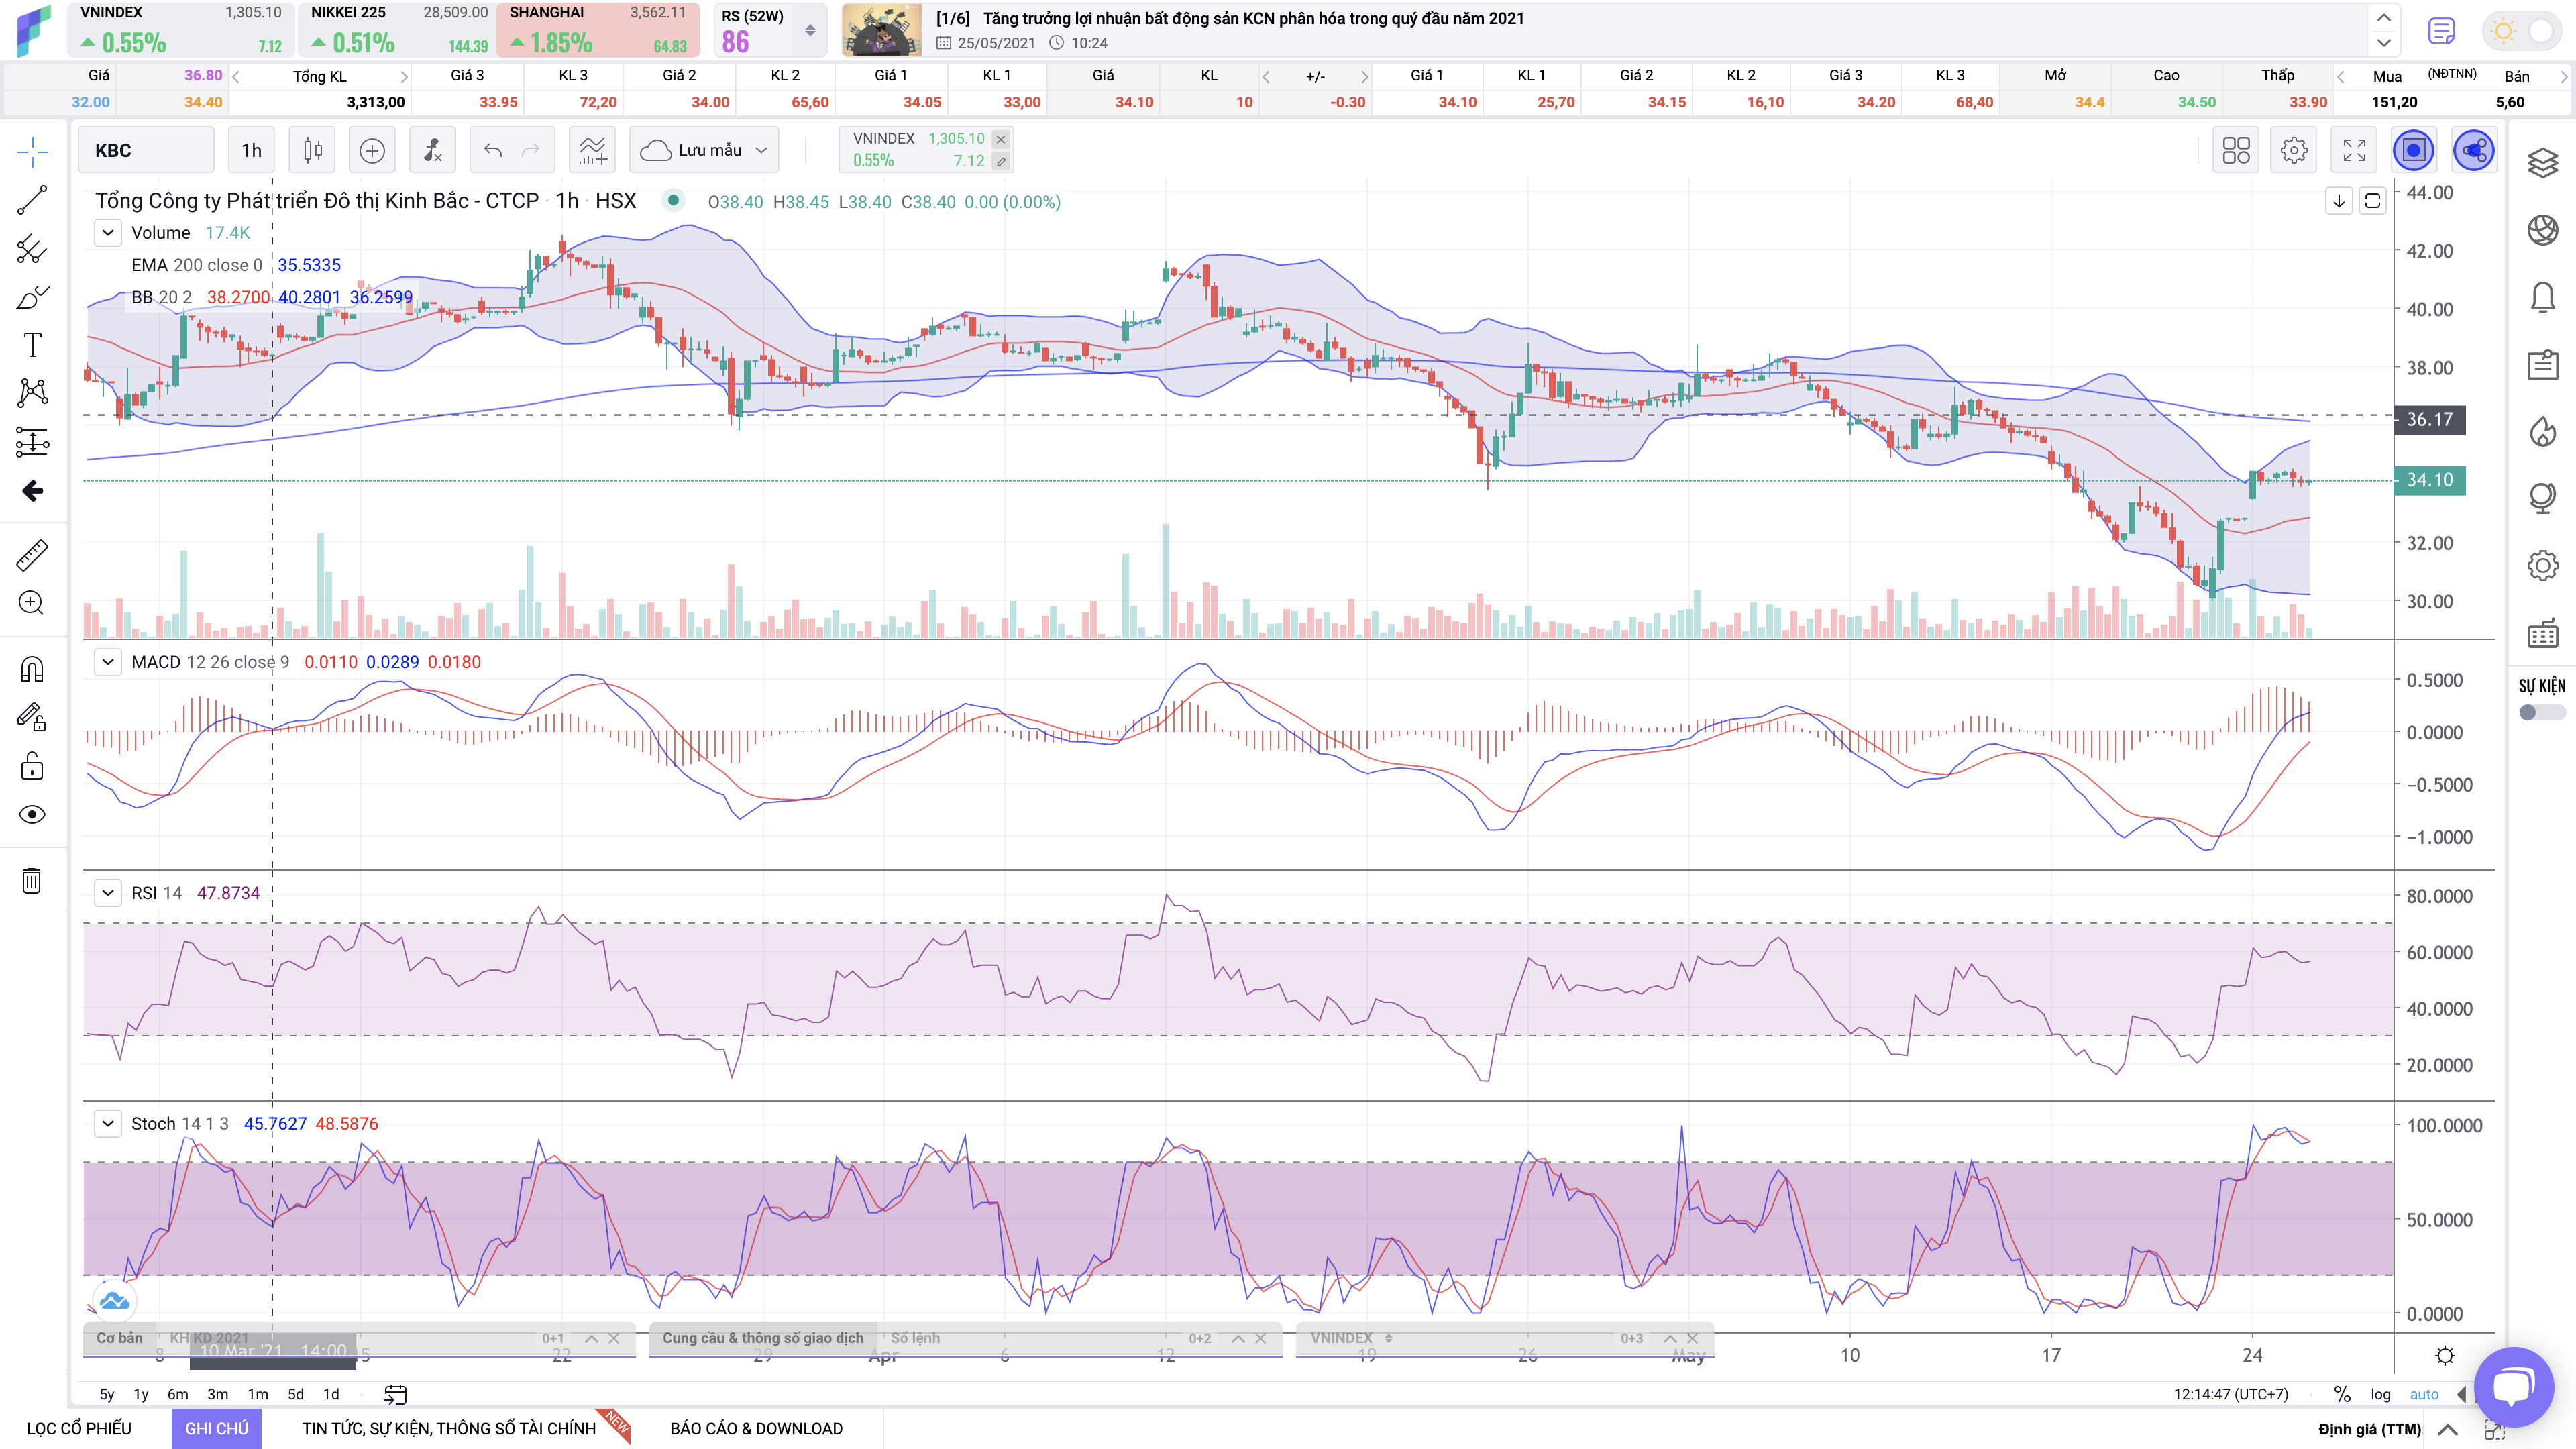 VNINDEX 1,305.10
0.55% 7.12
NIKKEI 225 28,509.00
0.51% 144.39
SHANGHAI 3,562.11
1.85% 64.83
RS (52W)
86
[1/6] Tăng trưởng lợi nhuận bất động sản KCN phân hóa trong quý đầu năm 2021
25/05/2021 10:24
Giá 36.80 Tổng KL Giá 3 KL 3 Giá 2 KL 2 Giá 1 KL 1 Giá KL +/- Giá 1 KL 1 Giá 2 KL 2 Giá 3 KL 3 Mở Cao Thấp Mua (NĐTNN) Bán
32.00 34.40 3,313,00 33.95 72,20 34.00 65,60 34.05 33,00 34.10 10 -0.30 34.10 25,70 34.15 16,10 34.20 68,40 34.4 34.50 33.90 151,20 5,60
KBC 1h Lưu mẫu
VNINDEX 1,305.10
0.55% 7.12
Tổng Công ty Phát triển Đô thị Kinh Bắc - CTCP · 1h · HSX O38.40 H38.45 L38.40 C38.40 0.00 (0.00%)
Volume 17.4K
EMA 200 close 0 35.5335
BB 20 2 38.2700 40.2801 36.2599
44.00
42.00
40.00
38.00
36.17
34.10
32.00
30.00
MACD 12 26 close 9 0.0110 0.0289 0.0180
0.5000
0.0000
−0.5000
−1.0000
SỰ KIỆN
RSI 14 47.8734
80.0000
60.0000
40.0000
20.0000
Stoch 14 1 3 45.7627 48.5876
100.0000
50.0000
0.0000
Cơ bản KH KD 2021 0+1
Cung cầu & thông số giao dịch Sổ lệnh 0+2
VNINDEX 0+3
8 10 Mar '21 14:00 15 22 29 Apr 6 12 19 26 May 10 17 24
5y 1y 6m 3m 1m 5d 1d
12:14:47 (UTC+7) % log auto
LỌC CỔ PHIẾU GHI CHÚ TIN TỨC, SỰ KIỆN, THÔNG SỐ TÀI CHÍNH NEW BÁO CÁO & DOWNLOAD
Định giá (TTM)